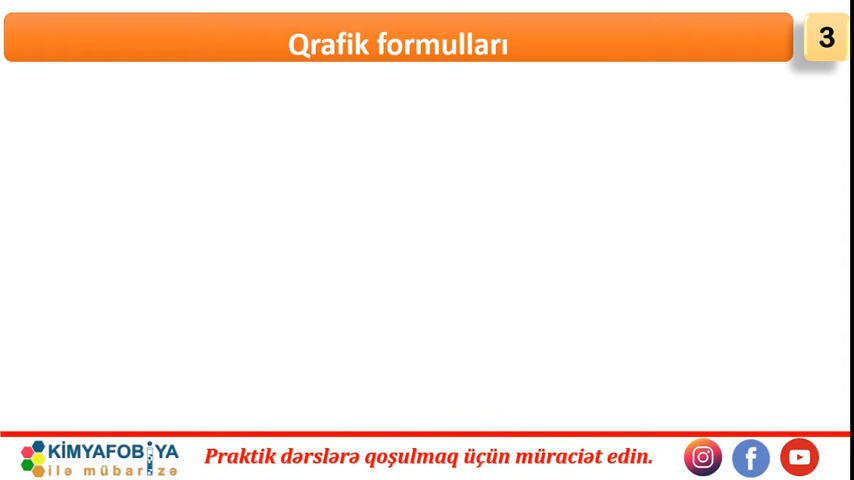 Qrafik formulları
3
KİMYAFOBİYA
ilə mübarizə
Praktik dərslərə qoşulmaq üçün müraciət edin.